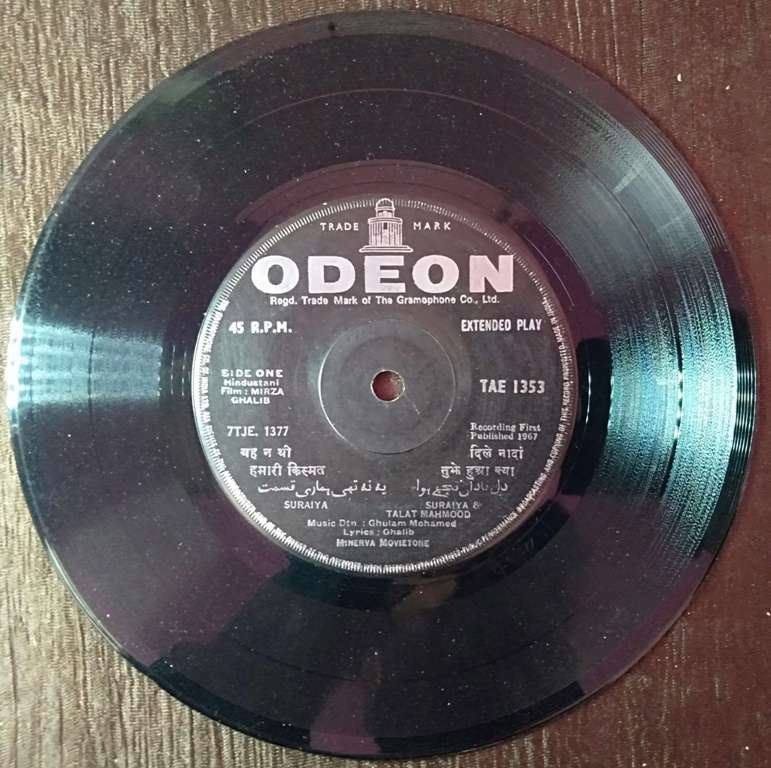 TRADE MARK
ODEON
Regd. Trade Mark of The Gramophone Co., Ltd.
45 R.P.M. EXTENDED PLAY
SIDE ONE
Hindustani
Film : MIRZA
GHALIB
TAE 1353
7TJE. 1377
Recording First
Published 1967
यह न थी
हमारी किस्मत
یہ نہ تھی ہماری قسمت
SURAIYA
दिले नादां
तुझे हुआ क्या
دل نادان تجھے ہوا
SURAIYA &
TALAT MAHMOOD
Music Dtn. : Ghulam Mohamed
Lyrics : Ghalib
MINERVA MOVIETONE